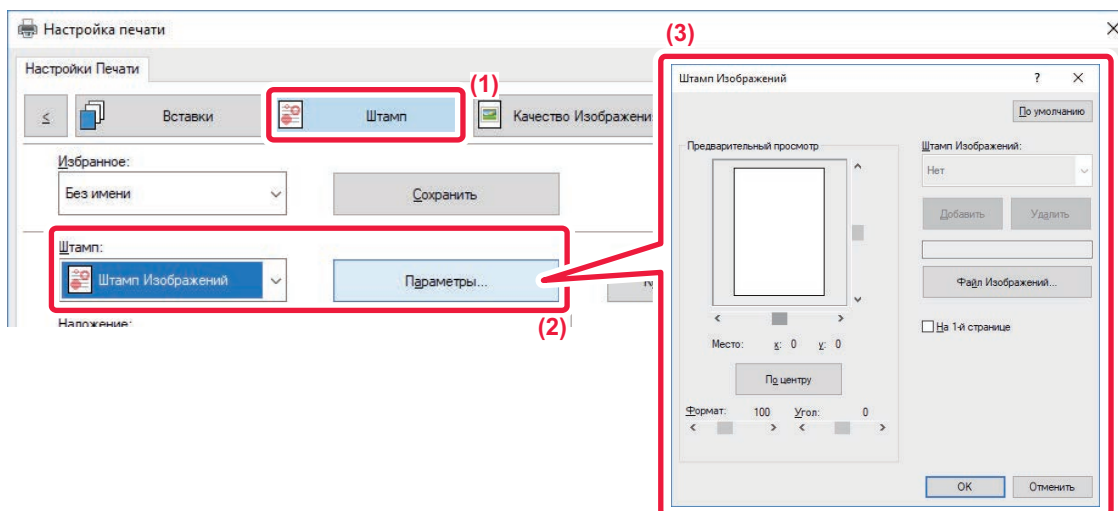 Настройка печати
Настройки Печати
(1)
<
Вставки
Штамп
Качество Изображени
Избранное:
Без имени
Сохранить
Штамп:
Штамп Изображений
Параметры...
Наложение:
(2)
(3)
Штамп Изображений
?
По умолчанию
Предварительный просмотр
Место: x: 0 y: 0
По центру
Формат: 100 Угол: 0
Штамп Изображений:
Нет
Добавить
Удалить
Файл Изображений...
На 1-й странице
OK
Отменить